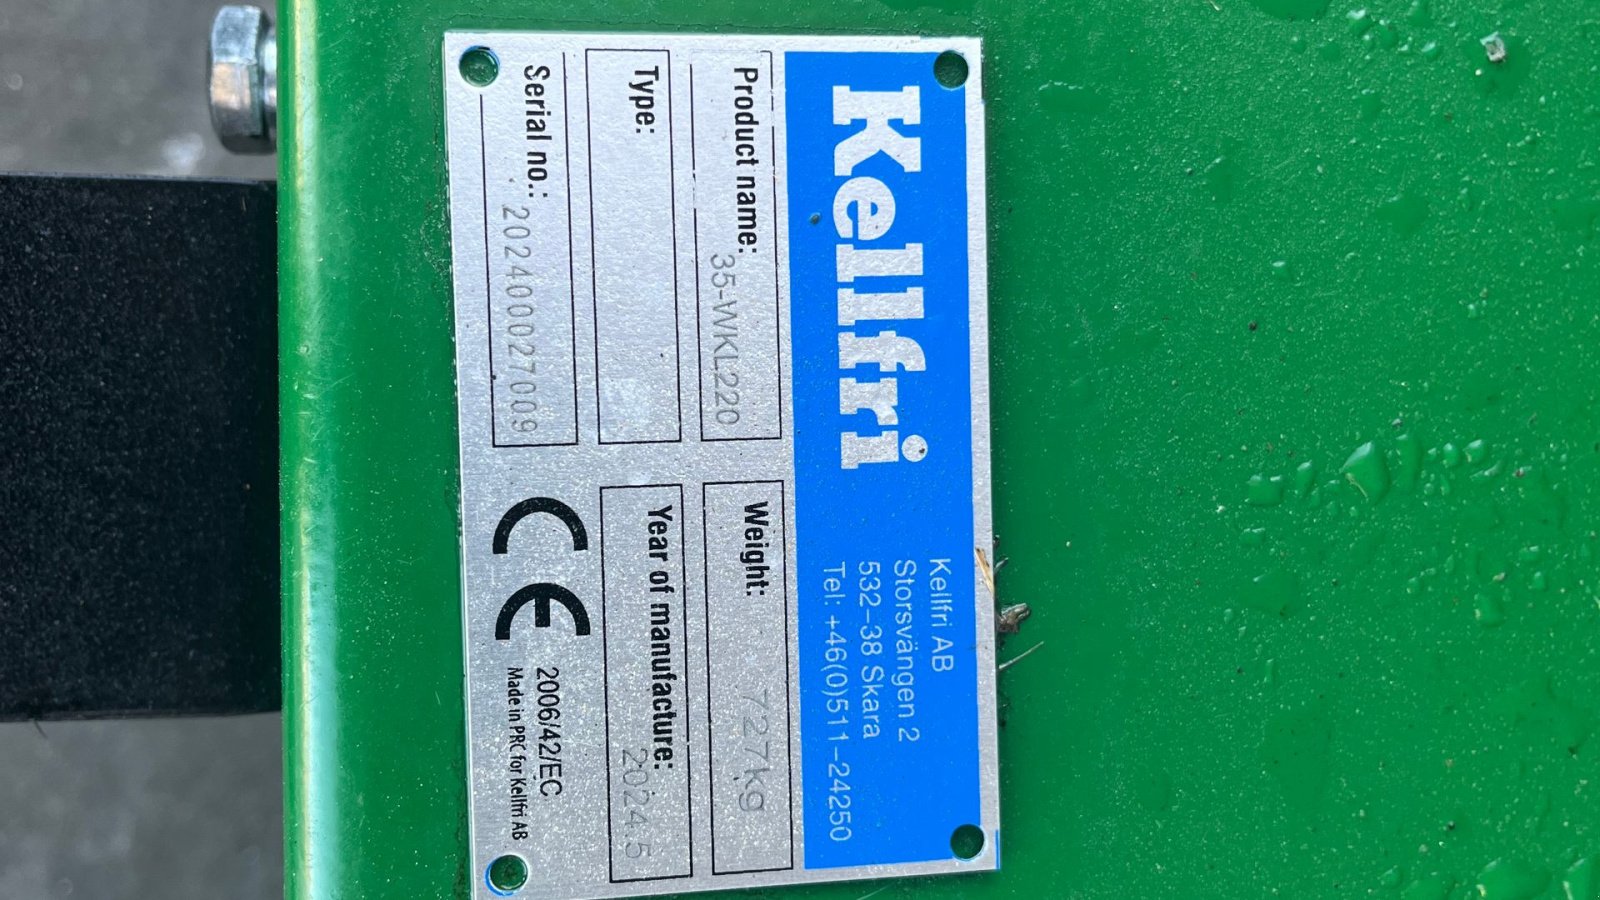 Kellfri
Kellfri AB
Storsvängen 2
532-38 Skara
Tel: +46(0)511-24250
Product name: 35-WKL220
Weight: 727kg
Type:
Year of manufacture: 2024.5
Serial no.: 202400027009
CE 2006/42/EC
Made in PRC for Kellfri AB